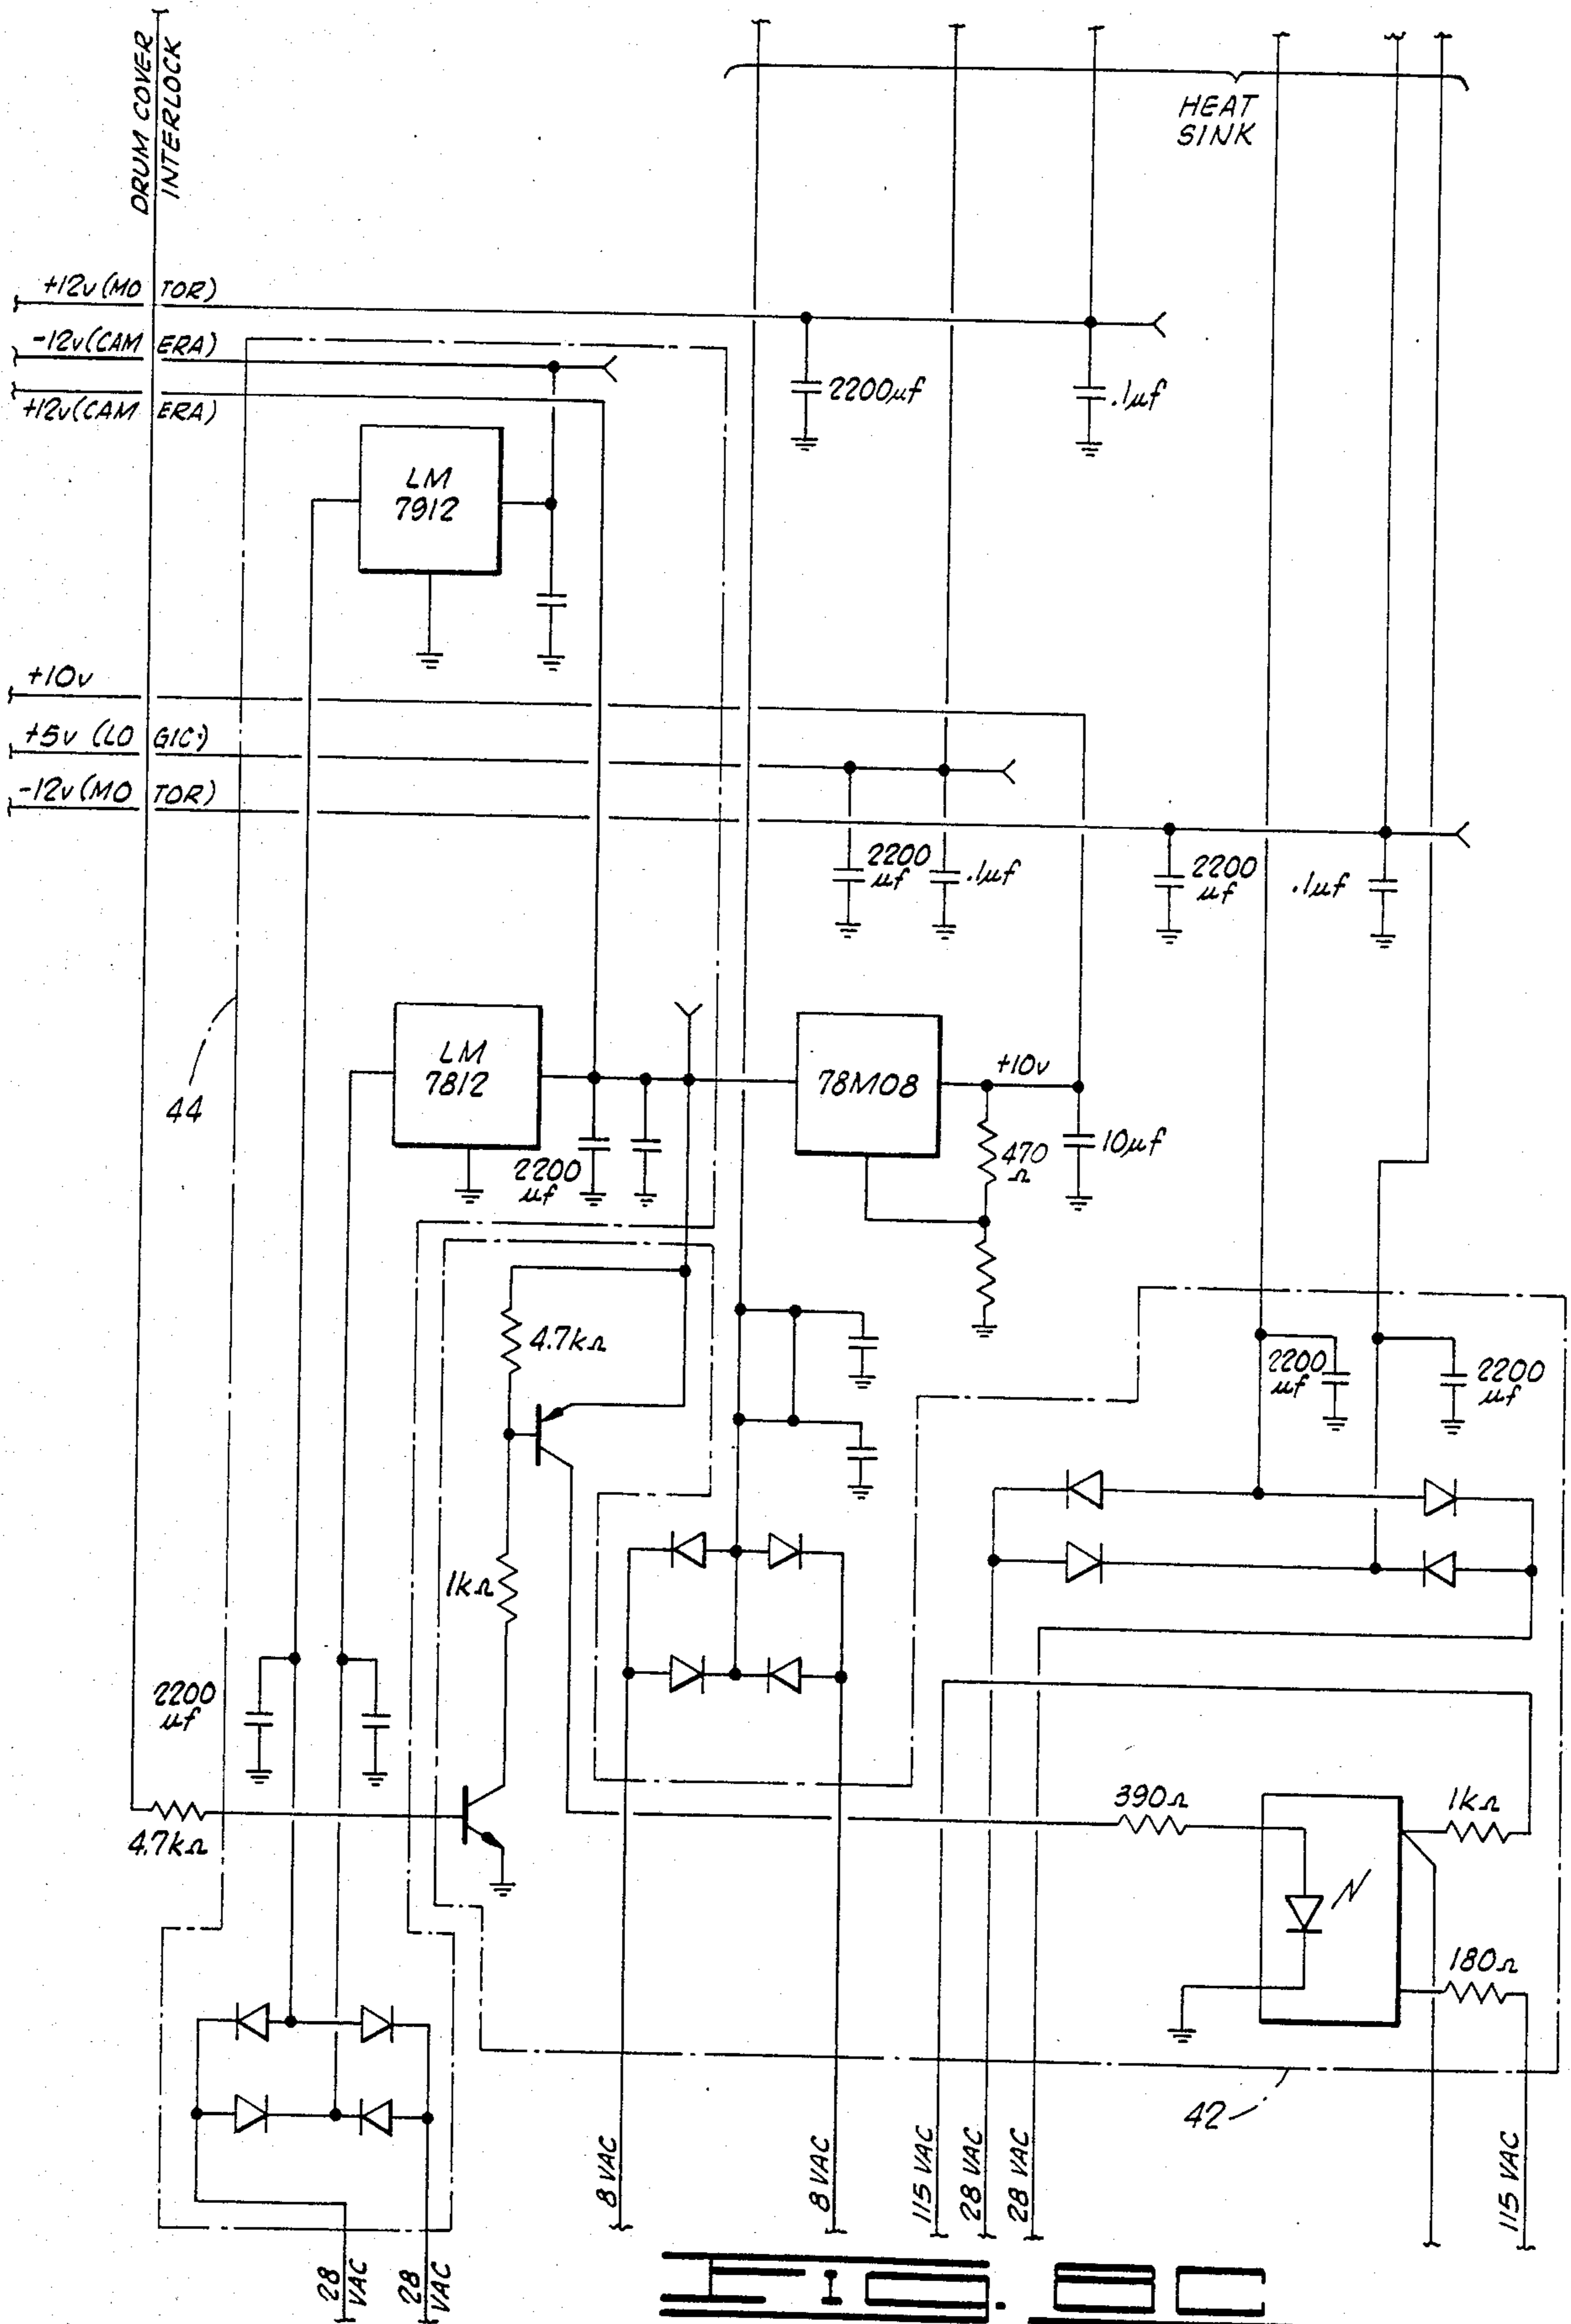 DRUM COVER
INTERLOCK
HEAT
SINK
+12v (MOTOR)
-12v (CAMERA)
+12v (CAMERA)
2200µf
.1µf
LM
7912
+10v
+5v (LOGIC)
-12v (MOTOR)
2200
µf
.1µf
2200
µf
.1µf
LM
7812
78M08
+10v
44
2200
µf
470
Ω
10µf
4.7kΩ
2200
µf
2200
µf
1kΩ
2200
µf
4.7kΩ
390Ω
1kΩ
180Ω
42
8 VAC
8 VAC
115 VAC
28 VAC
28 VAC
115 VAC
28
VAC
28
VAC